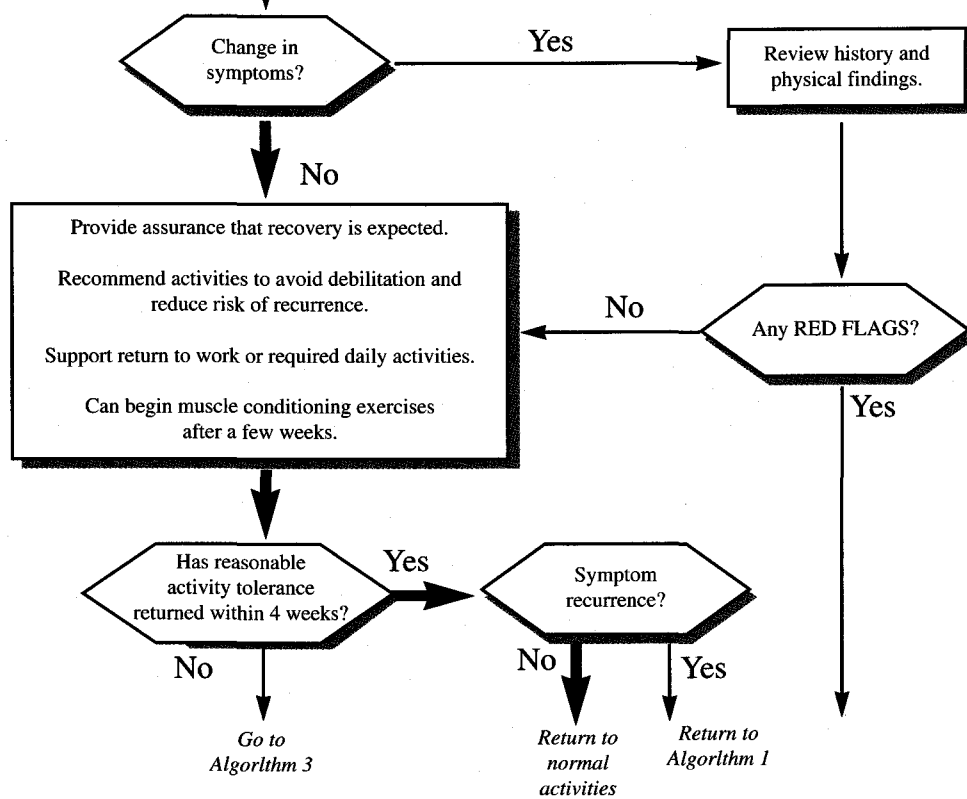 Change in
symptoms?
Yes
Review history and
physical findings.
No
Provide assurance that recovery is expected.
Recommend activities to avoid debilitation and
reduce risk of recurrence.
Support return to work or required daily activities.
Can begin muscle conditioning exercises
after a few weeks.
No
Any RED FLAGS?
Yes
Has reasonable
activity tolerance
returned within 4 weeks?
Yes
Symptom
recurrence?
No
No
Yes
Go to
Algorlthm 3
Return to
normal
activities
Return to
Algorithm 1